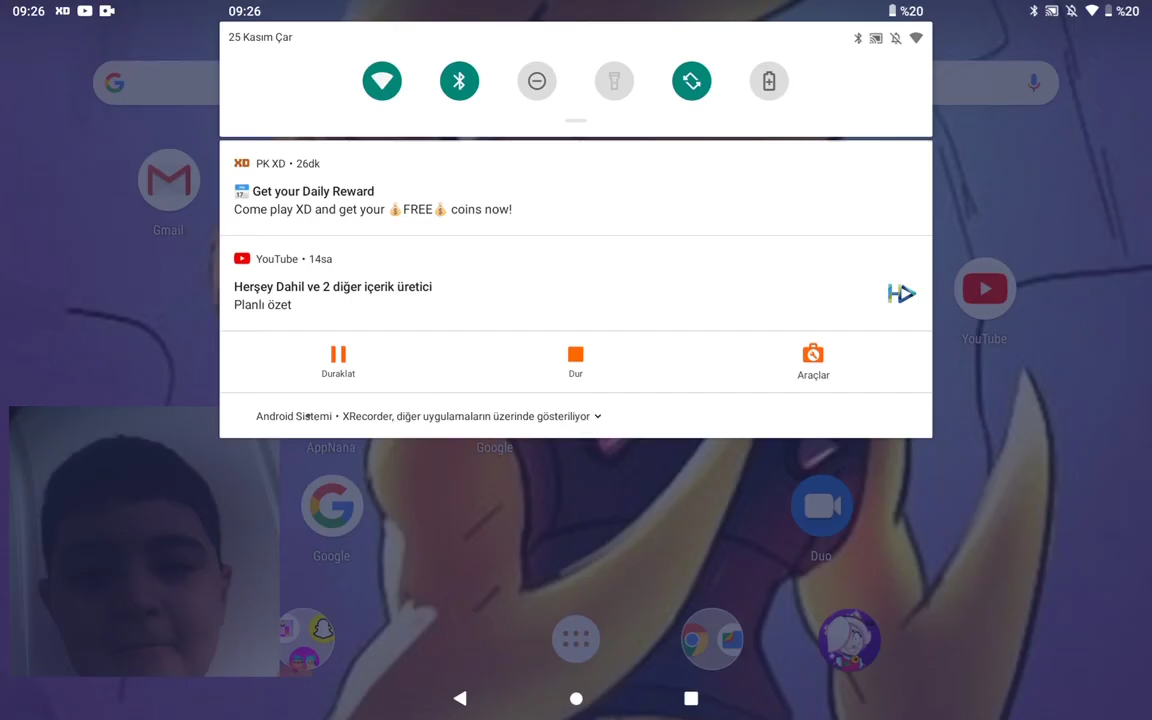 09:26
09:26
%20
%20
25 Kasım Çar
PK XD • 26dk
Get your Daily Reward
Come play XD and get your 💰FREE💰 coins now!
YouTube • 14sa
Herşey Dahil ve 2 diğer içerik üretici
Planlı özet
Duraklat
Dur
Araçlar
Android Sistemi • XRecorder, diğer uygulamaların üzerinde gösteriliyor
Gmail
YouTube
AppNana
Google
Google
Duo